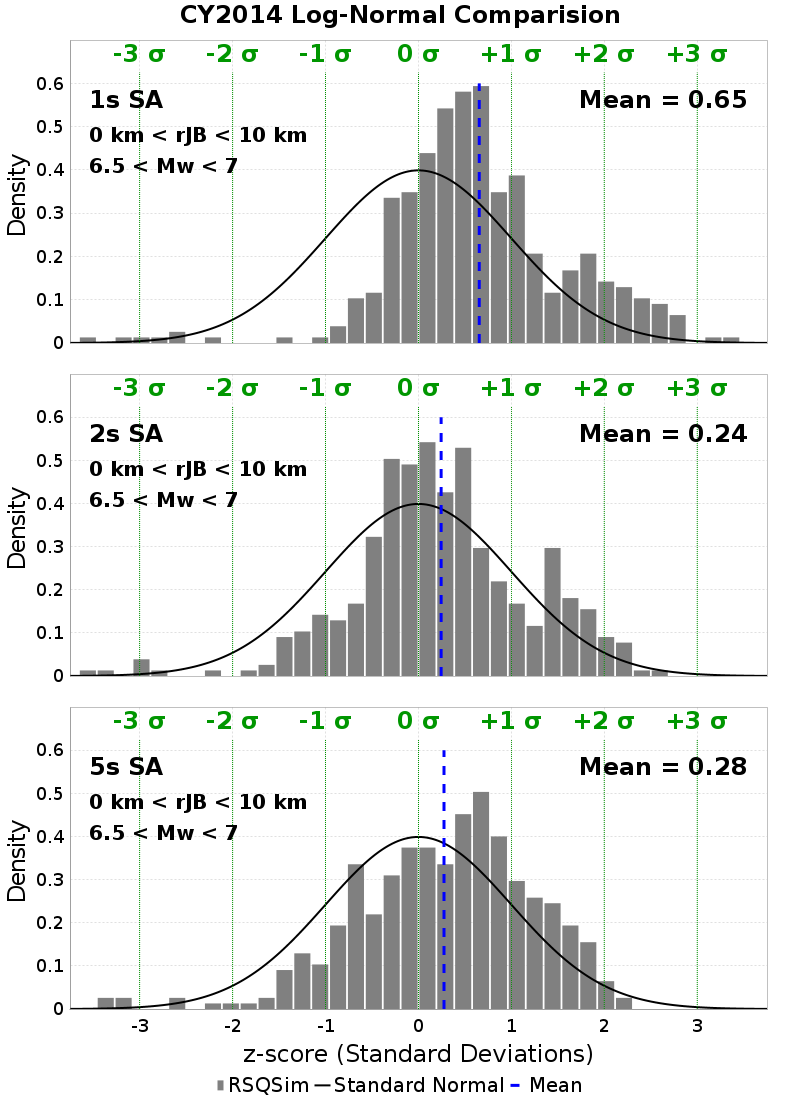 CY2014 Log-Normal Comparision
-3 σ -2 σ -1 σ 0 σ +1 σ +2 σ +3 σ
1s SA Mean = 0.65
0 km < rJB < 10 km
6.5 < Mw < 7
Density
0.6
0.5
0.4
0.3
0.2
0.1
0
-3 σ -2 σ -1 σ 0 σ +1 σ +2 σ +3 σ
2s SA Mean = 0.24
0 km < rJB < 10 km
6.5 < Mw < 7
Density
0.6
0.5
0.4
0.3
0.2
0.1
0
-3 σ -2 σ -1 σ 0 σ +1 σ +2 σ +3 σ
5s SA Mean = 0.28
0 km < rJB < 10 km
6.5 < Mw < 7
Density
0.6
0.5
0.4
0.3
0.2
0.1
0
-3 -2 -1 0 1 2 3
z-score (Standard Deviations)
RSQSim Standard Normal Mean